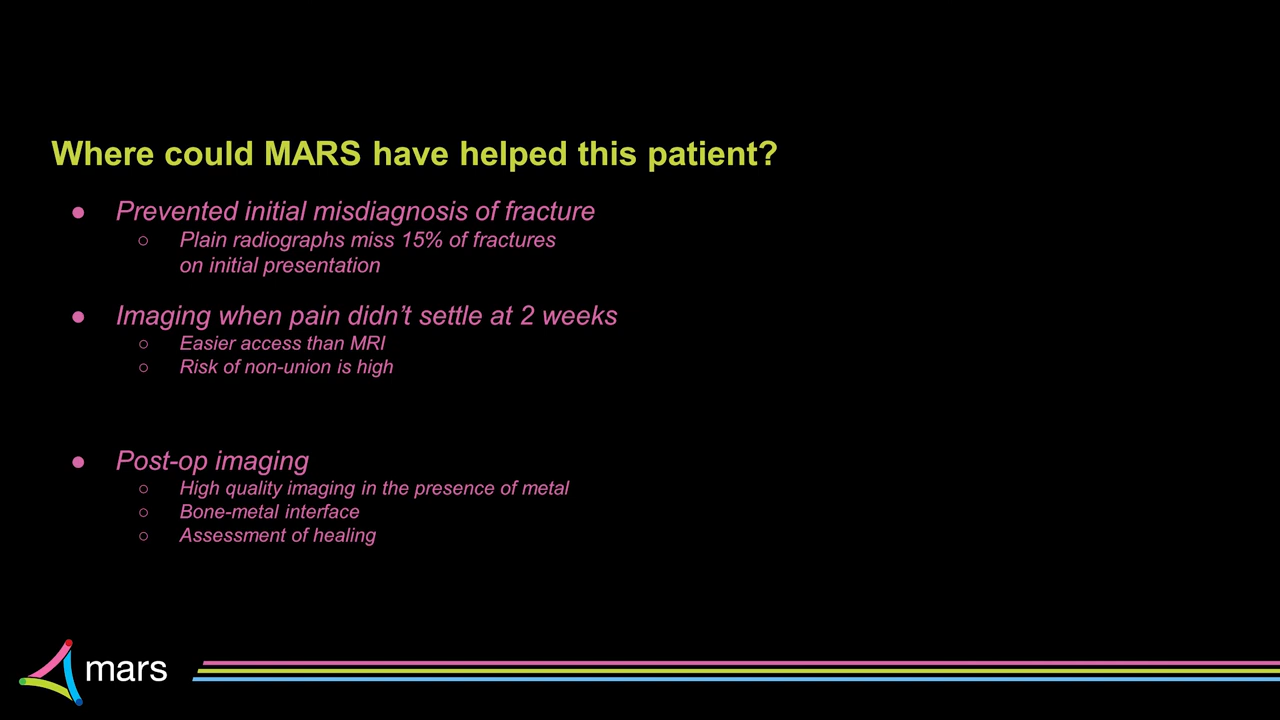 Where could MARS have helped this patient?
● Prevented initial misdiagnosis of fracture
○ Plain radiographs miss 15% of fractures
on initial presentation
● Imaging when pain didn’t settle at 2 weeks
○ Easier access than MRI
○ Risk of non-union is high
● Post-op imaging
○ High quality imaging in the presence of metal
○ Bone-metal interface
○ Assessment of healing
mars